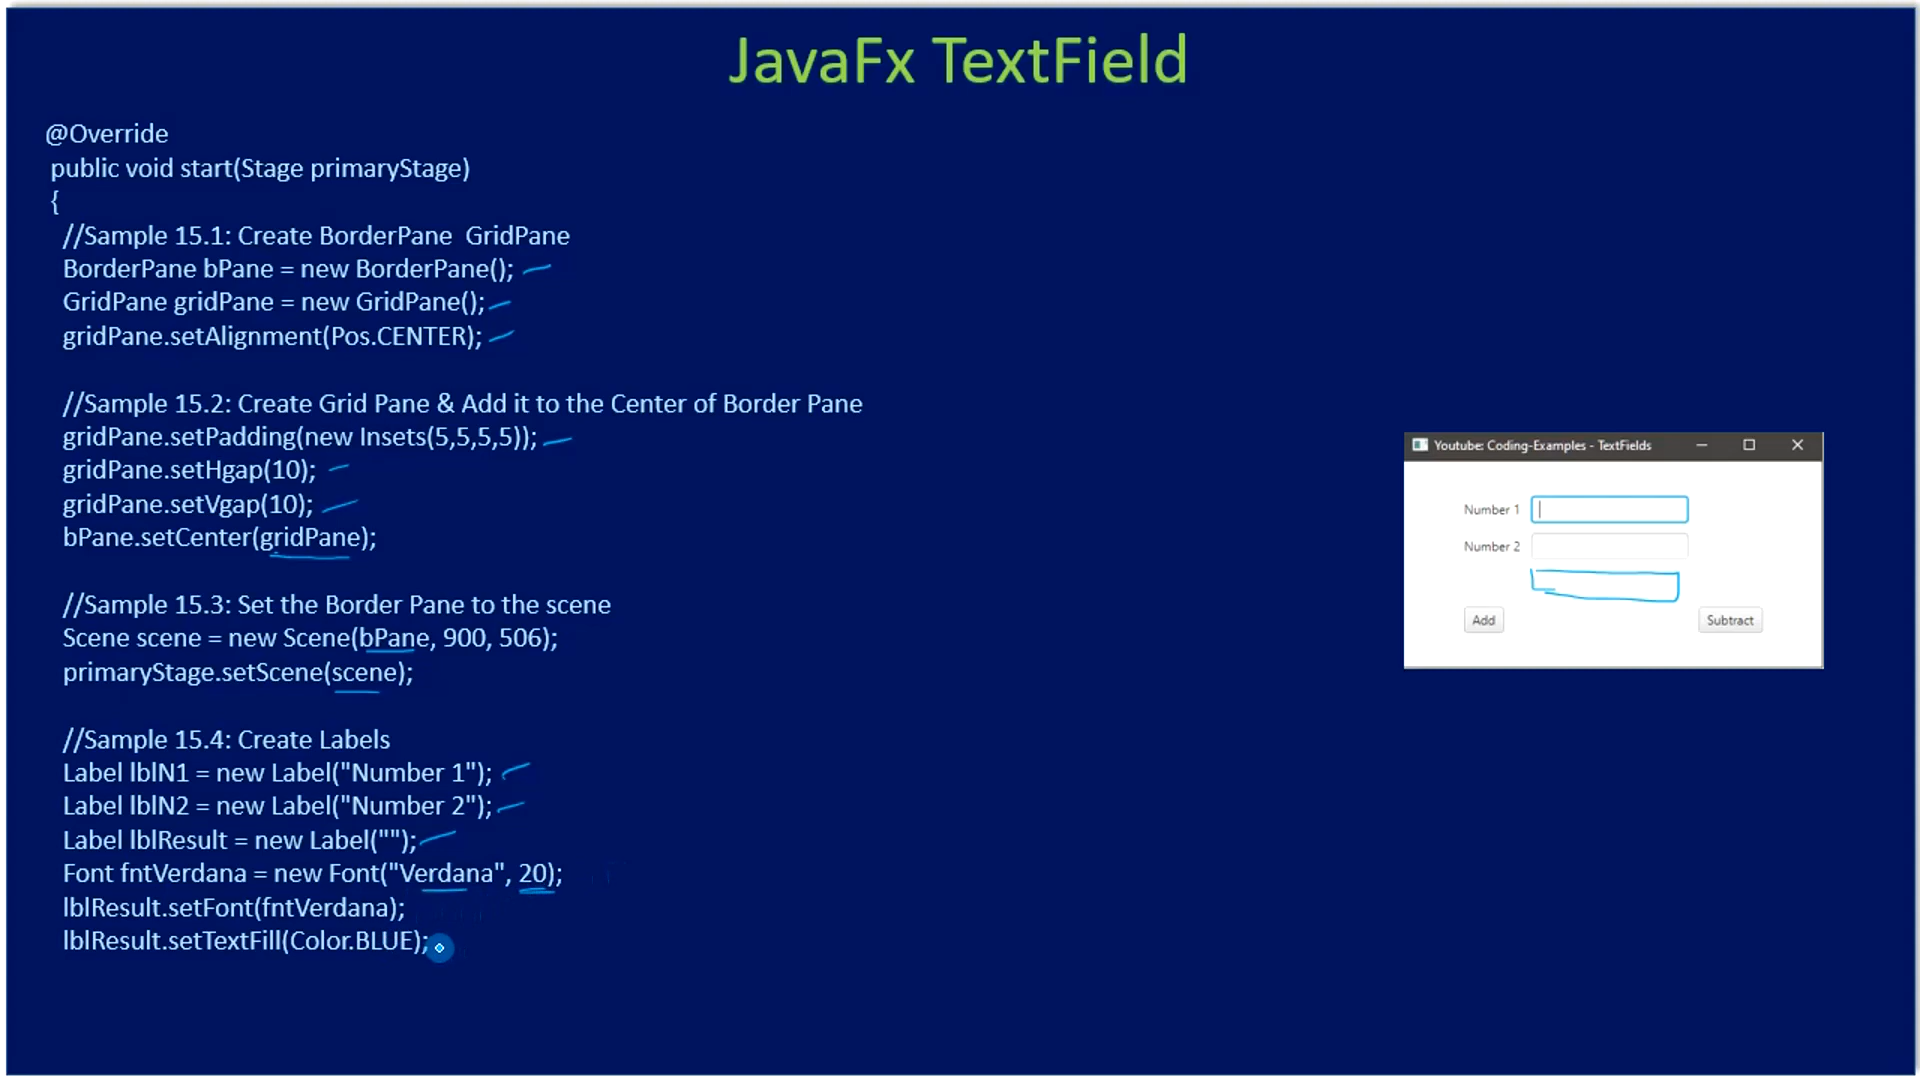 JavaFx TextField
@Override
public void start(Stage primaryStage)
{
//Sample 15.1: Create BorderPane  GridPane
BorderPane bPane = new BorderPane();
GridPane gridPane = new GridPane();
gridPane.setAlignment(Pos.CENTER);
//Sample 15.2: Create Grid Pane & Add it to the Center of Border Pane
gridPane.setPadding(new Insets(5,5,5,5));
gridPane.setHgap(10);
gridPane.setVgap(10);
bPane.setCenter(gridPane);
//Sample 15.3: Set the Border Pane to the scene
Scene scene = new Scene(bPane, 900, 506);
primaryStage.setScene(scene);
//Sample 15.4: Create Labels
Label lblN1 = new Label("Number 1");
Label lblN2 = new Label("Number 2");
Label lblResult = new Label("");
Font fntVerdana = new Font("Verdana", 20);
lblResult.setFont(fntVerdana);
lblResult.setTextFill(Color.BLUE);
Youtube: Coding-Examples - TextFields
Number 1
Number 2
Add
Subtract